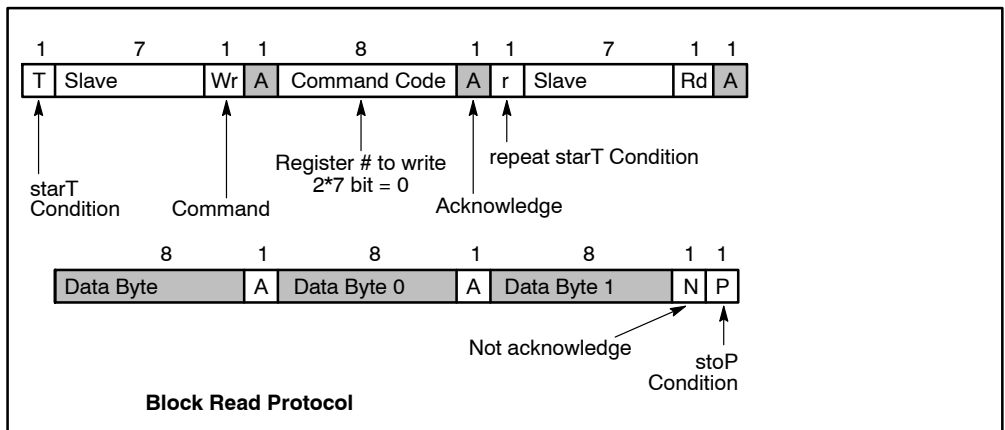 1 7 1 1 8 1 1 7 1 1
T Slave Wr A Command Code A r Slave Rd A
Register # to write
2*7 bit = 0
repeat starT Condition
starT
Condition
Command
Acknowledge
8 1 8 1 8 1 1
Data Byte A Data Byte 0 A Data Byte 1 N P
Not acknowledge
stoP
Condition
Block Read Protocol